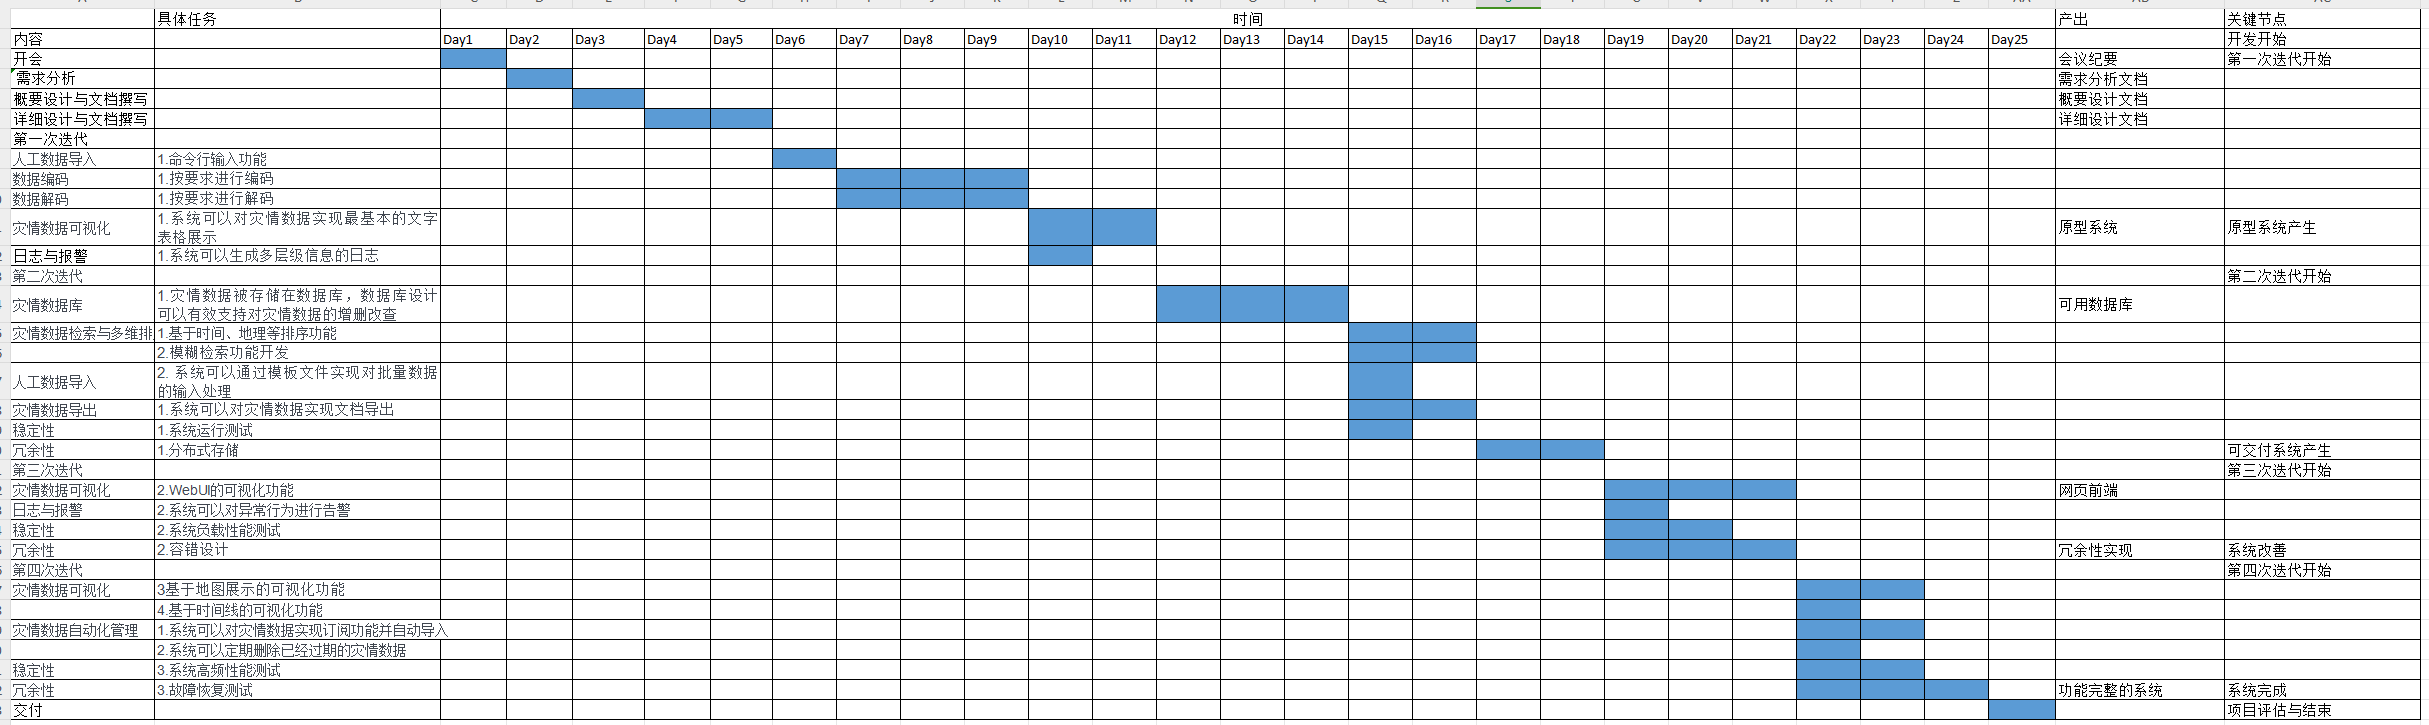 具体任务 时间 产出 关键节点
内容 Day1 Day2 Day3 Day4 Day5 Day6 Day7 Day8 Day9 Day10 Day11 Day12 Day13 Day14 Day15 Day16 Day17 Day18 Day19 Day20 Day21 Day22 Day23 Day24 Day25 开发开始
开会 会议纪要 第一次迭代开始
需求分析 需求分析文档
概要设计与文档撰写 概要设计文档
详细设计与文档撰写 详细设计文档
第一次迭代
人工数据导入 1.命令行输入功能
数据编码 1.按要求进行编码
数据解码 1.按要求进行解码
灾情数据可视化 1.系统可以对灾情数据实现最基本的文字
表格展示 原型系统 原型系统产生
日志与报警 1.系统可以生成多层级信息的日志
第二次迭代 第二次迭代开始
灾情数据库 1.灾情数据被存储在数据库，数据库设计
可以有效支持对灾情数据的增删改查 可用数据库
灾情数据检索与多维排 1.基于时间、地理等排序功能
2.模糊检索功能开发
人工数据导入 2. 系统可以通过模板文件实现对批量数据
的输入处理
灾情数据导出 1.系统可以对灾情数据实现文档导出
稳定性 1.系统运行测试
冗余性 1.分布式存储 可交付系统产生
第三次迭代 第三次迭代开始
灾情数据可视化 2.WebUI的可视化功能 网页前端
日志与报警 2.系统可以对异常行为进行告警
稳定性 2.系统负载性能测试
冗余性 2.容错设计 冗余性实现 系统改善
第四次迭代 第四次迭代开始
灾情数据可视化 3基于地图展示的可视化功能
4.基于时间线的可视化功能
灾情数据自动化管理 1.系统可以对灾情数据实现订阅功能并自动导入
2.系统可以定期删除已经过期的灾情数据
稳定性 3.系统高频性能测试
冗余性 3.故障恢复测试 功能完整的系统 系统完成
交付 项目评估与结束